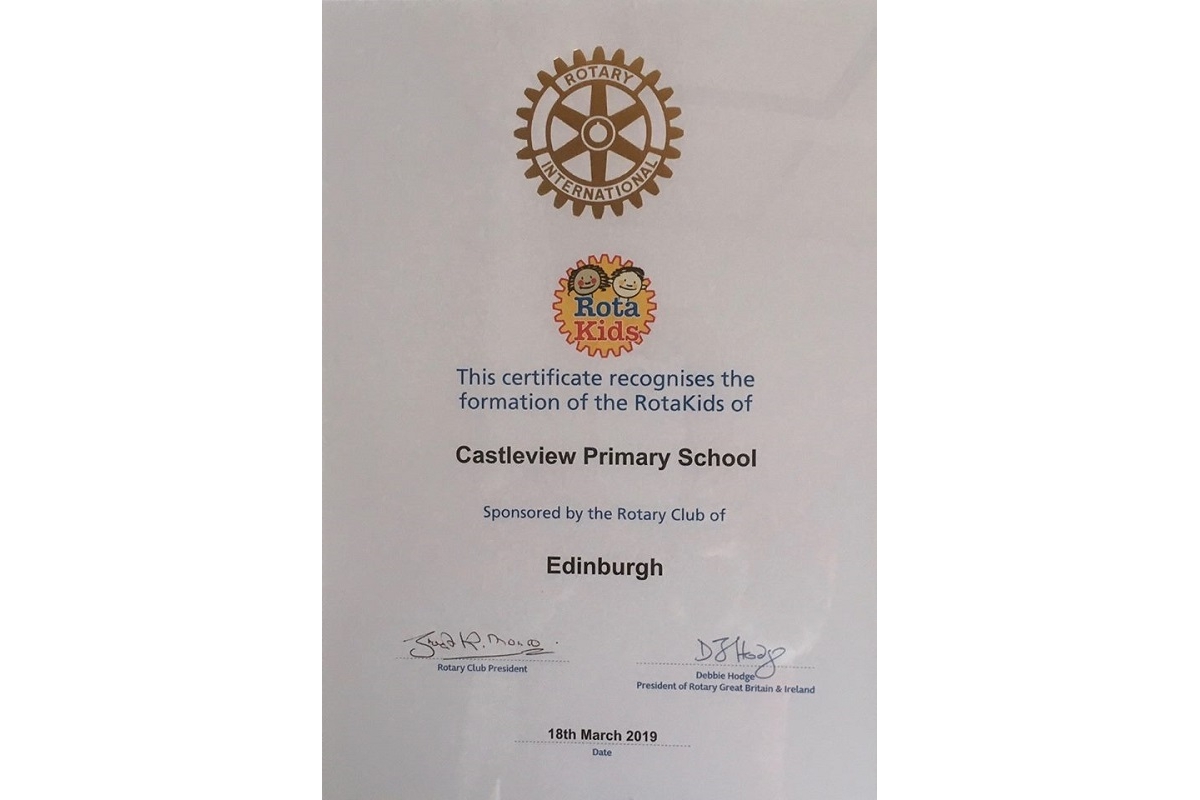 ROTARY
INTERNATIONAL
Rota
Kids
This certificate recognises the
formation of the RotaKids of
Castleview Primary School
Sponsored by the Rotary Club of
Edinburgh
DJ Hodge
Rotary Club President
Debbie Hodge
President of Rotary Great Britain & Ireland
18th March 2019
Date